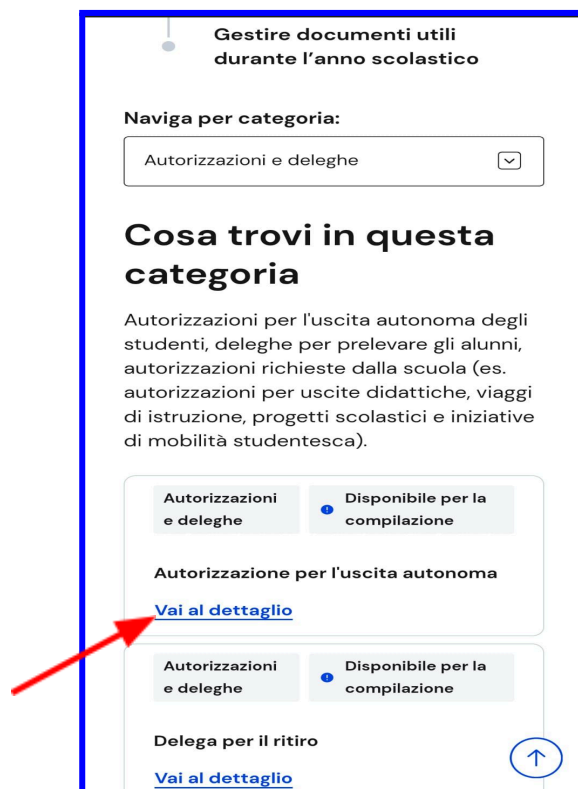 Gestire documenti utili
durante l’anno scolastico
Naviga per categoria:
Autorizzazioni e deleghe
Cosa trovi in questa
categoria
Autorizzazioni per l'uscita autonoma degli
studenti, deleghe per prelevare gli alunni,
autorizzazioni richieste dalla scuola (es.
autorizzazioni per uscite didattiche, viaggi
di istruzione, progetti scolastici e iniziative
di mobilità studentesca).
Autorizzazioni
e deleghe
Disponibile per la
compilazione
Autorizzazione per l'uscita autonoma
Vai al dettaglio
Autorizzazioni
e deleghe
Disponibile per la
compilazione
Delega per il ritiro
Vai al dettaglio